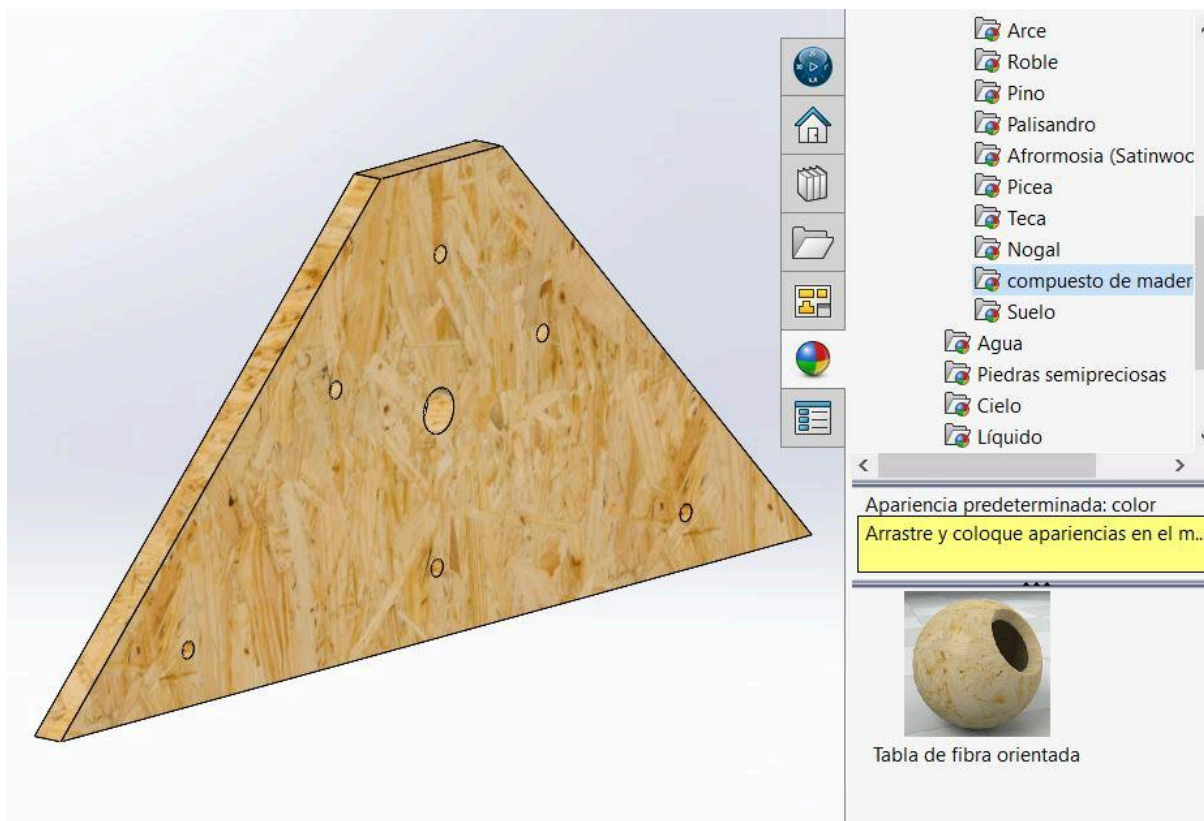 Arce
Roble
Pino
Palisandro
Afrormosia (Satinwoo
Picea
Teca
Nogal
compuesto de mader
Suelo
Agua
Piedras semipreciosas
Cielo
Líquido
Apariencia predeterminada: color
Arrastre y coloque apariencias en el m...
Tabla de fibra orientada